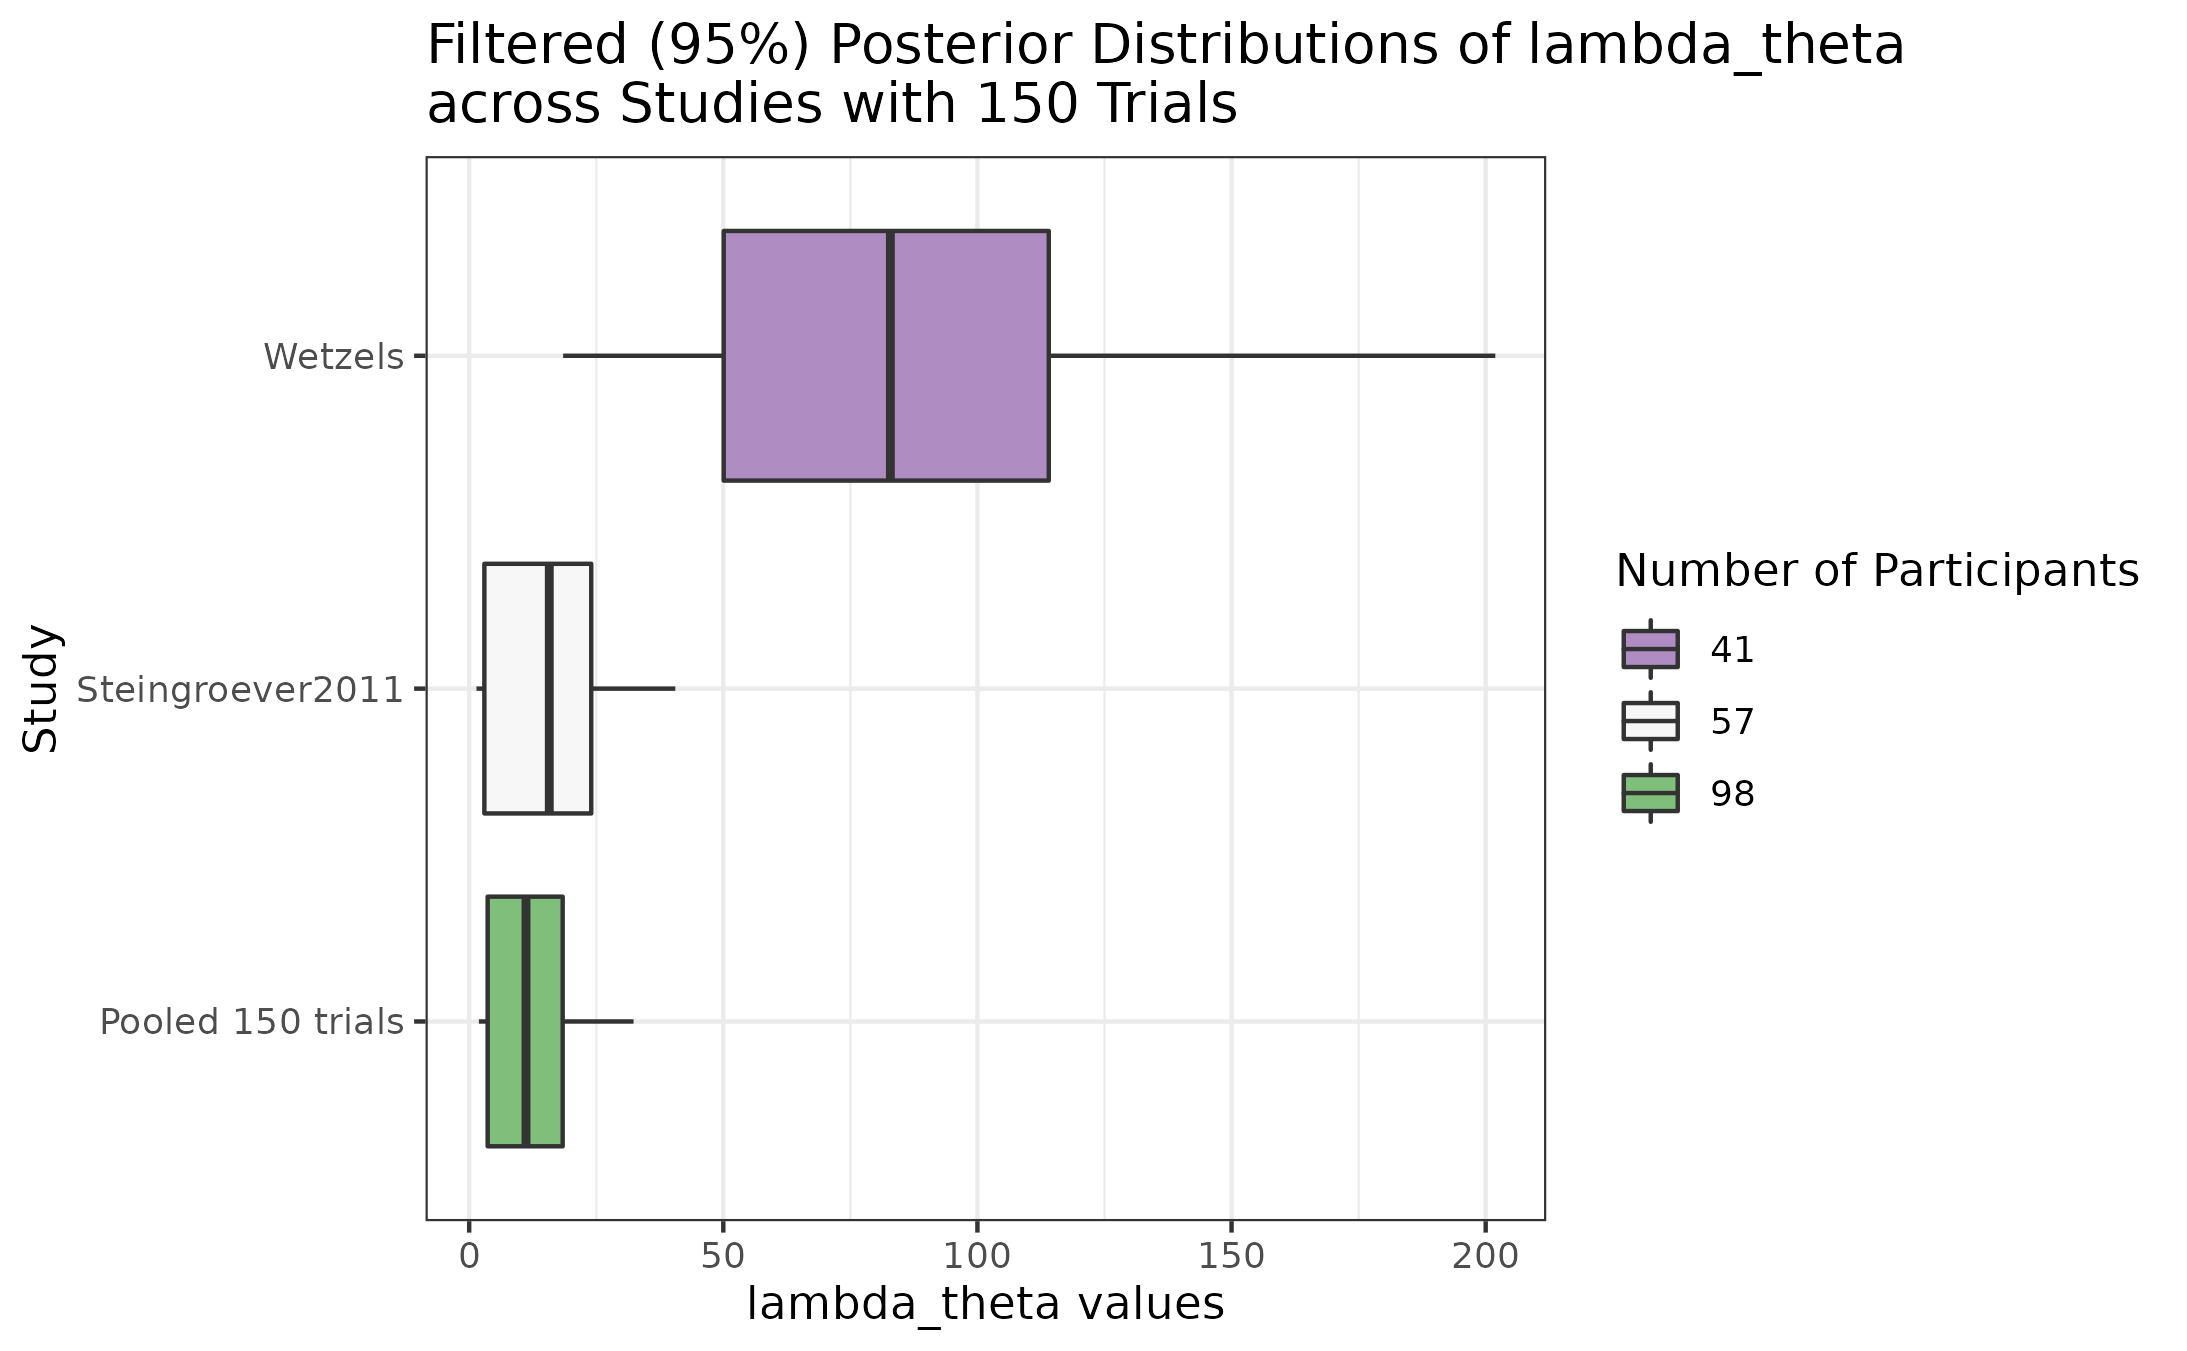 Filtered (95%) Posterior Distributions of lambda_theta
across Studies with 150 Trials
Study
Wetzels
Steingroever2011
Pooled 150 trials
0
50
100
150
200
lambda_theta values
Number of Participants
41
57
98